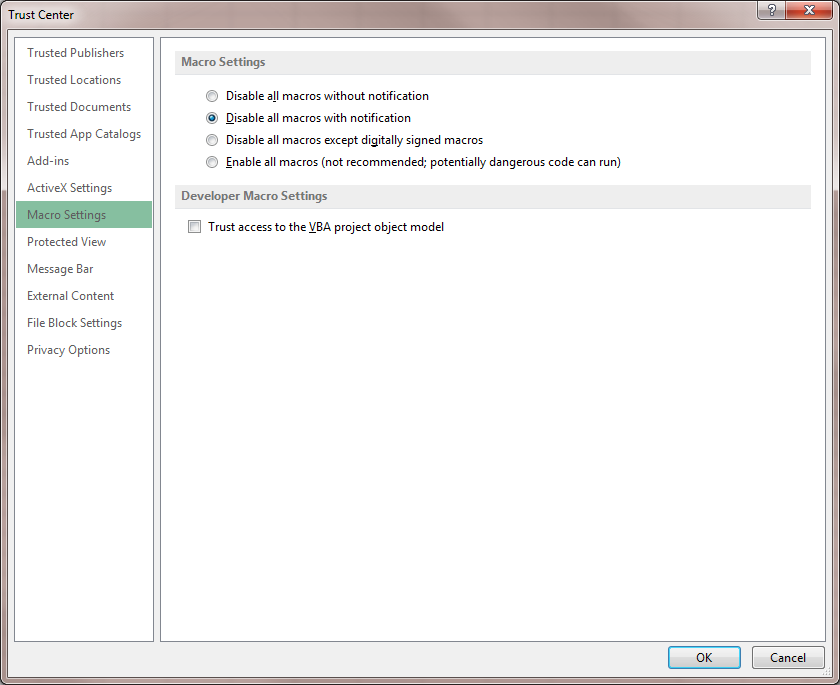 Trust Center
?
Trusted Publishers
Trusted Locations
Trusted Documents
Trusted App Catalogs
Add-ins
ActiveX Settings
Macro Settings
Protected View
Message Bar
External Content
File Block Settings
Privacy Options
Macro Settings
Disable all macros without notification
Disable all macros with notification
Disable all macros except digitally signed macros
Enable all macros (not recommended; potentially dangerous code can run)
Developer Macro Settings
Trust access to the VBA project object model
OK
Cancel